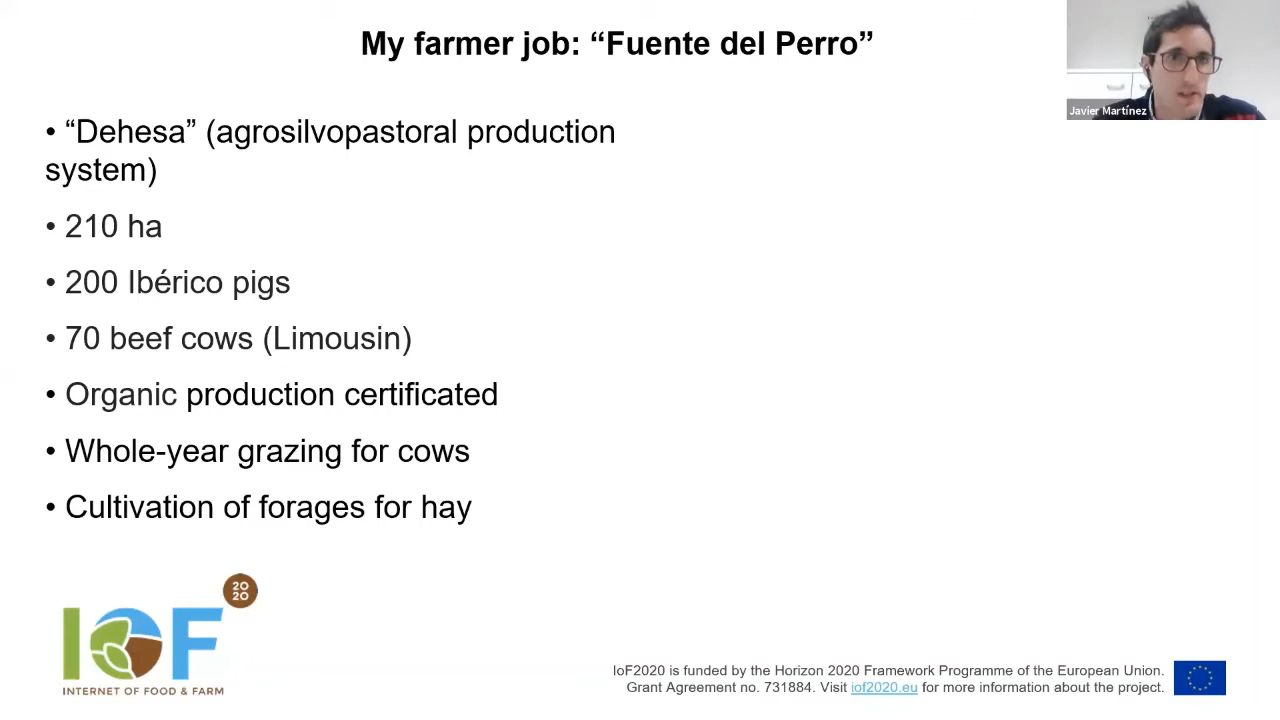 My farmer job: “Fuente del Perro”
Javier Martínez
• “Dehesa” (agrosilvopastoral production
system)
• 210 ha
• 200 Ibérico pigs
• 70 beef cows (Limousin)
• Organic production certificated
• Whole-year grazing for cows
• Cultivation of forages for hay
20
20
IOF
INTERNET OF FOOD & FARM
IoF2020 is funded by the Horizon 2020 Framework Programme of the European Union.
Grant Agreement no. 731884. Visit iof2020.eu for more information about the project.